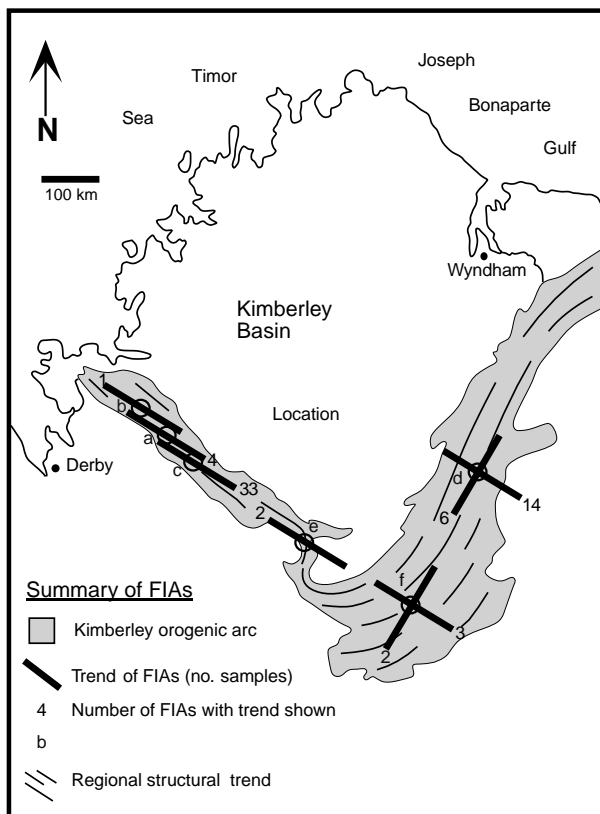 Joseph
Timor
Bonaparte
Sea
Gulf
N
100 km
Wyndham
Kimberley
Basin
1
b
Location
a
4
Derby
c
33
d
14
2
6
e
f
3
2
Summary of FIAs
Kimberley orogenic arc
Trend of FIAs (no. samples)
4 Number of FIAs with trend shown
b
Regional structural trend